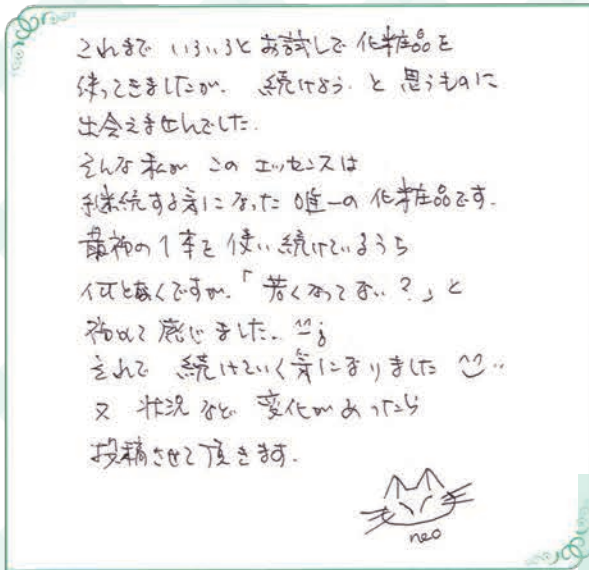 これまで いろいろと お試しで 化粧品を
使ってきましたが、続けよう と 思うものに
出会えませんでした.
そんな 私が この エッセンスは
継続する気になった 唯一の 化粧品です.
最初の1本を 使い続けているうち
何と無くですが、「若くなってない?」と
初めて 感じました. ^^;
それで 続けていく気になりました ^^..
又 状況など 変化があったら
投稿させて頂きます.
neo